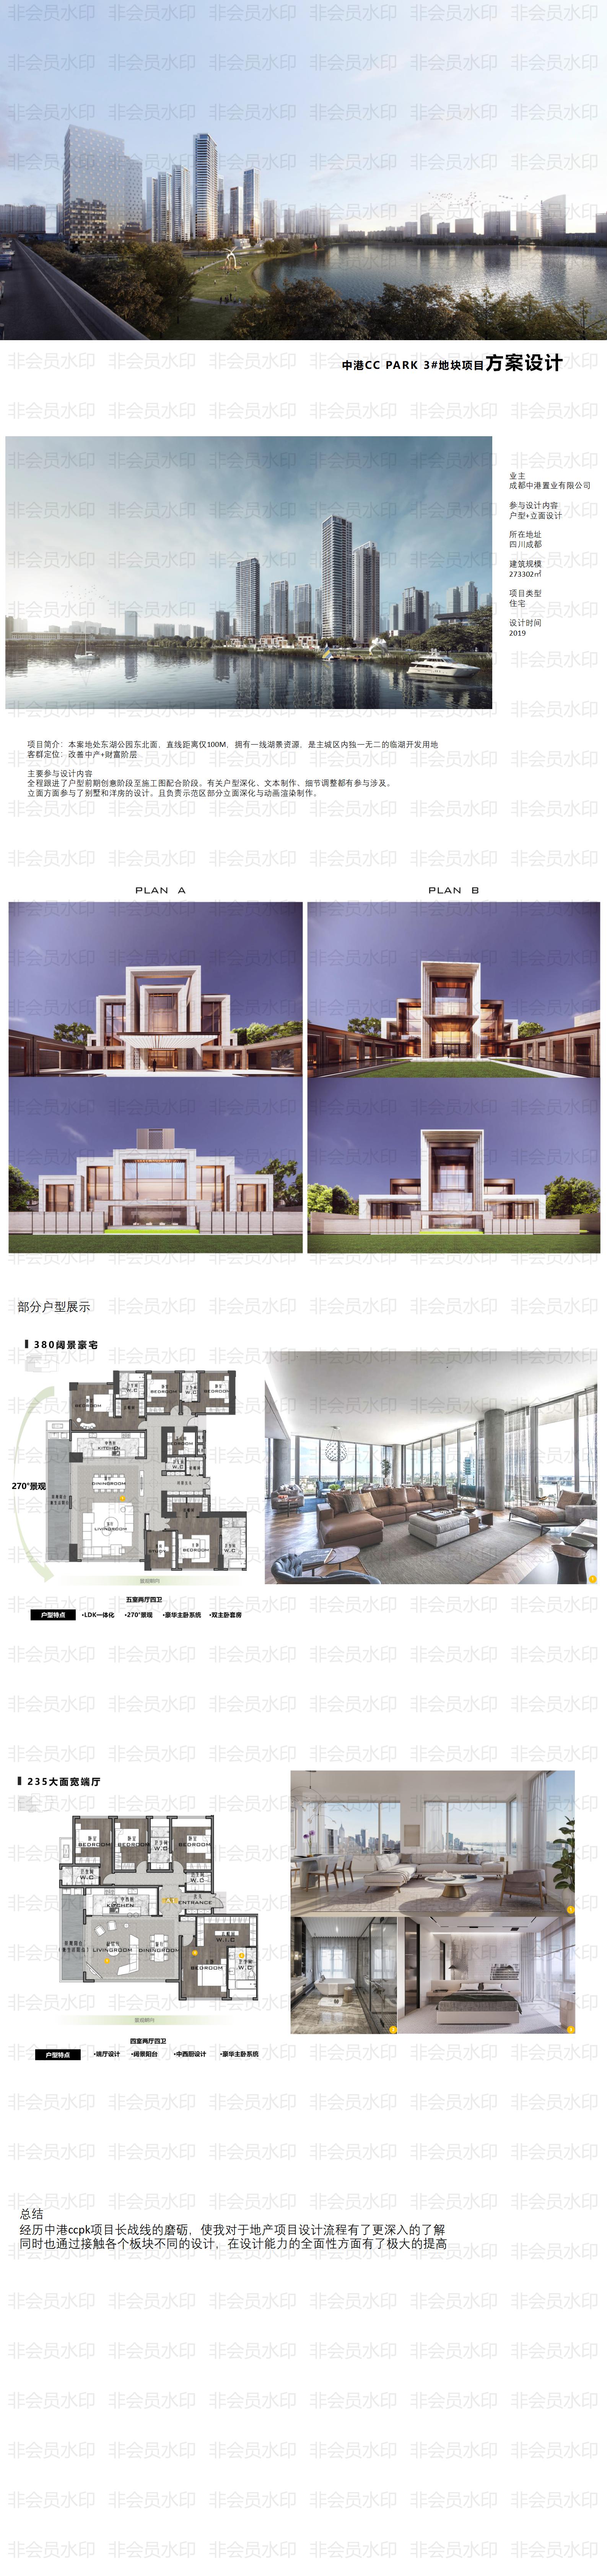 中港CC PARK 3#地块项目方案设计
业主
成都中港置业有限公司
参与设计内容
户型+立面设计
所在地址
四川成都
建筑规模
273302㎡
项目类型
住宅
设计时间
2019
项目简介：本案地处东湖公园东北面，直线距离仅100M，拥有一线湖景资源，是主城区内独一无二的临湖开发用地
客群定位：改善中产+财富阶层
主要参与设计内容
全程跟进了户型前期创意阶段至施工图配合阶段。有关户型深化、文本制作、细节调整都有参与涉及。
立面方面参与了别墅和洋房的设计。且负责示范区部分立面深化与动画渲染制作。
PLAN A
PLAN B
部分户型展示
380阔景豪宅
BEDROOM
W.C
BEDROOM
W.C
BEDROOM
KITCHEN
BEDROOM
W.C
270°景观
DININGROOM
LIVINGROOM
STUDY
BEDROOM
W.C
景观朝向
五室两厅四卫
户型特点
•LDK一体化
•270°景观
•豪华主卧系统
•双主卧套房
235大面宽端厅
BEDROOM
BEDROOM
W.C
BEDROOM
W.C
W.C
KITCHEN
ENTRANCE
LIVINGROOM
DININGROOM
W.I.C
BEDROOM
W.C
景观朝向
四室两厅四卫
户型特点
•端厅设计
•阔景阳台
•中西厨设计
•豪华主卧系统
总结
经历中港ccpk项目长战线的磨砺，使我对于地产项目设计流程有了更深入的了解
同时也通过接触各个板块不同的设计，在设计能力的全面性方面有了极大的提高
非会员水印